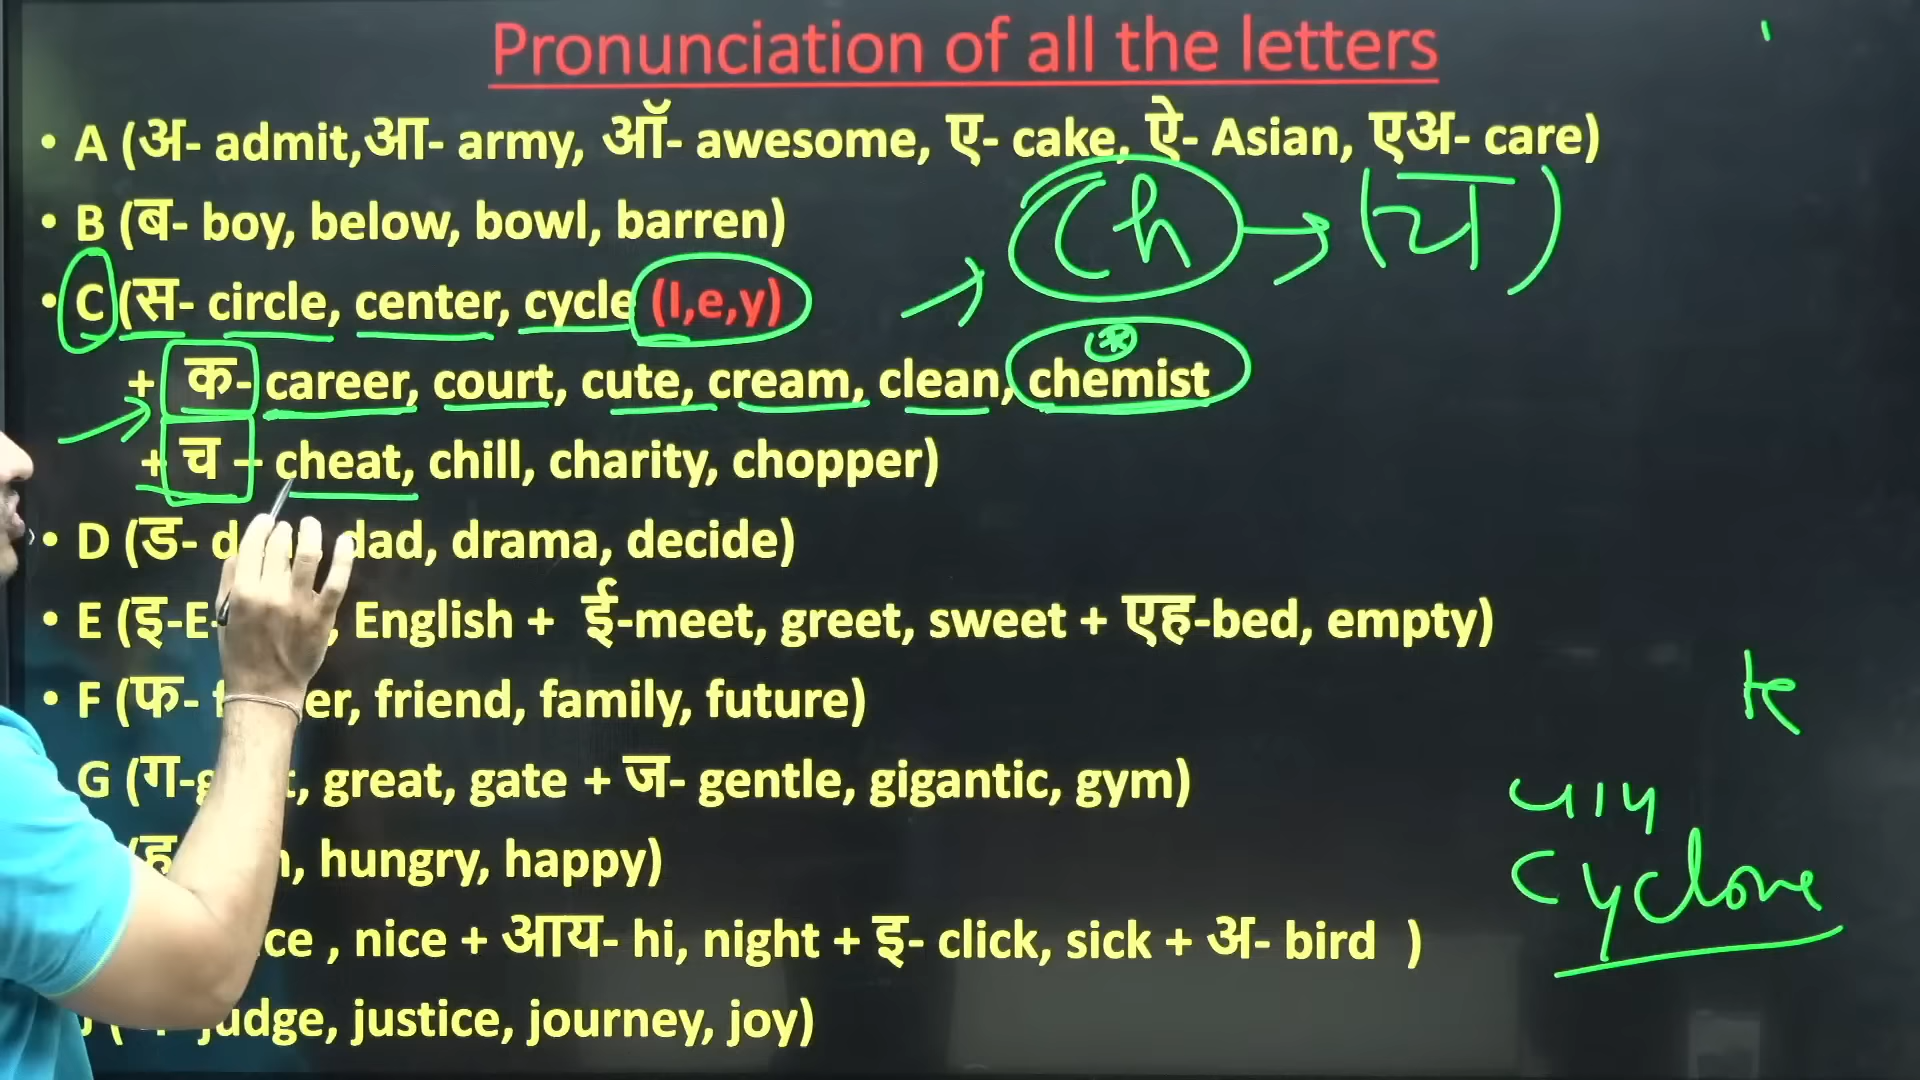 Pronunciation of all the letters
• A (अ- admit,आ- army, ऑ- awesome, ए- cake, ऐ- Asian, एअ- care)
• B (ब- boy, below, bowl, barren)
Ch
• C (स- circle, center, cycle (I,e,y)
+ क- career, court, cute, cream, clean, chemist
+ च – cheat, chill, charity, chopper)
• D (ड- dad, drama, decide)
• E (इ- English + ई-meet, greet, sweet + एह-bed, empty)
• F (फ- friend, family, future)
G (ग- great, gate + ज- gentle, gigantic, gym)
(ह hungry, happy)
nice + आय- hi, night + इ- click, sick + अ- bird )
cyclone
judge, justice, journey, joy)